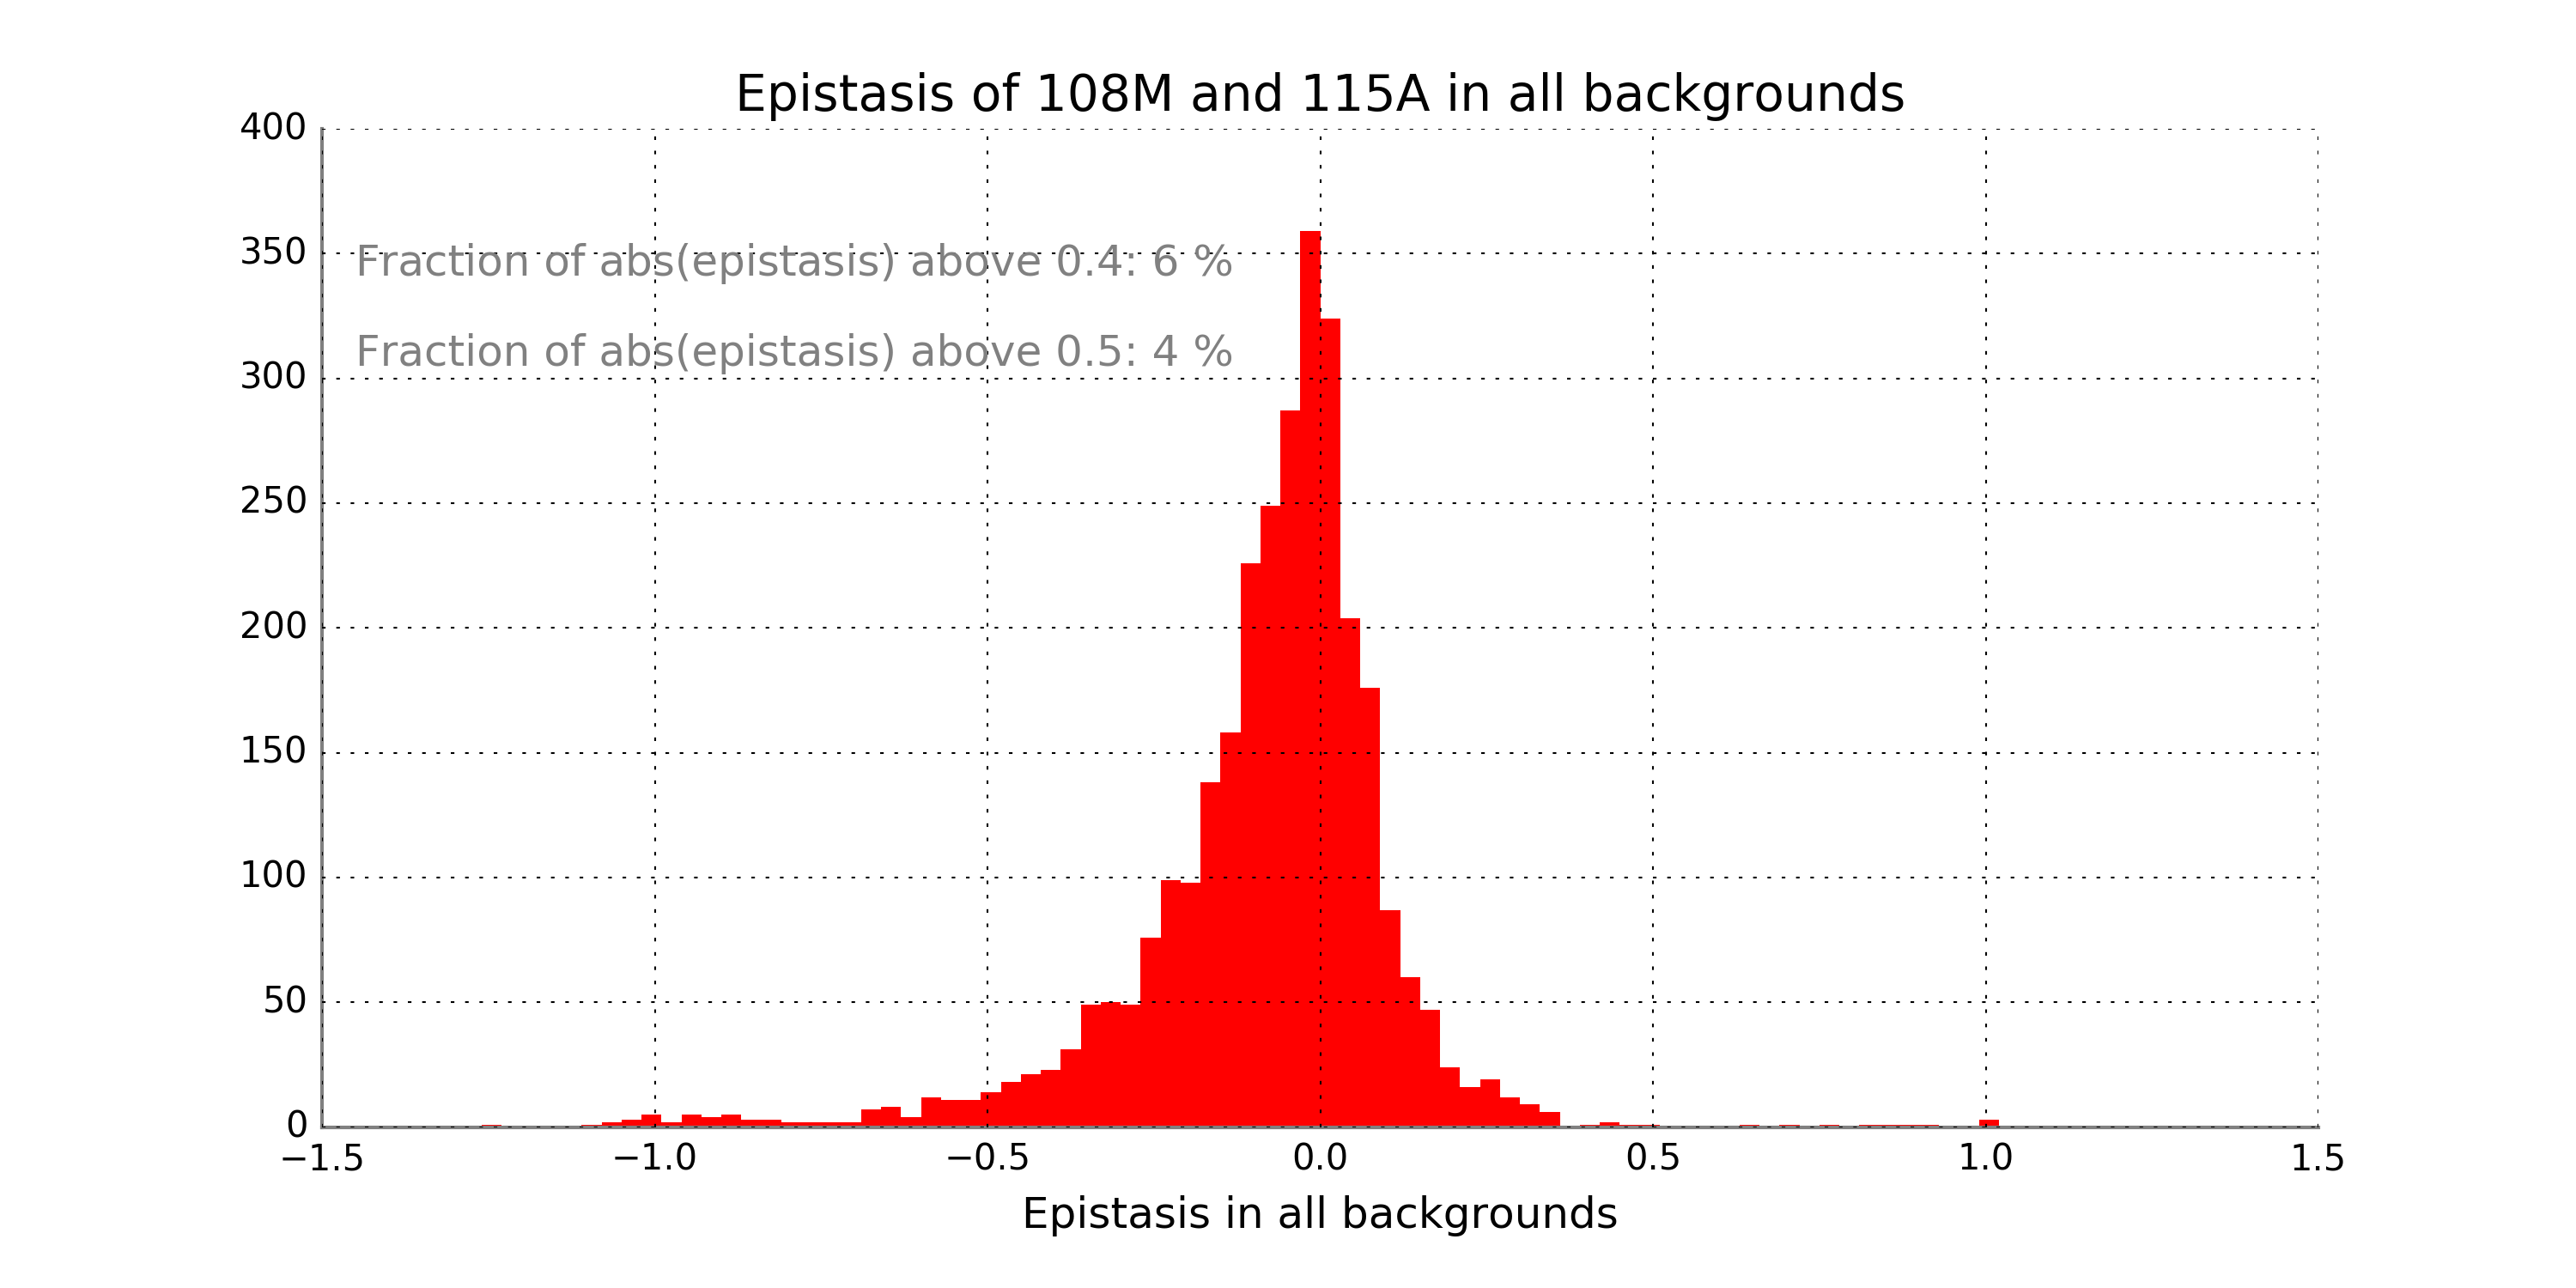 Epistasis of 108M and 115A in all backgrounds
400
350
Fraction of abs(epistasis) above 0.4: 6 %
Fraction of abs(epistasis) above 0.5: 4 %
300
250
200
150
100
50
0
−1.5 −1.0 −0.5 0.0 0.5 1.0 1.5
Epistasis in all backgrounds